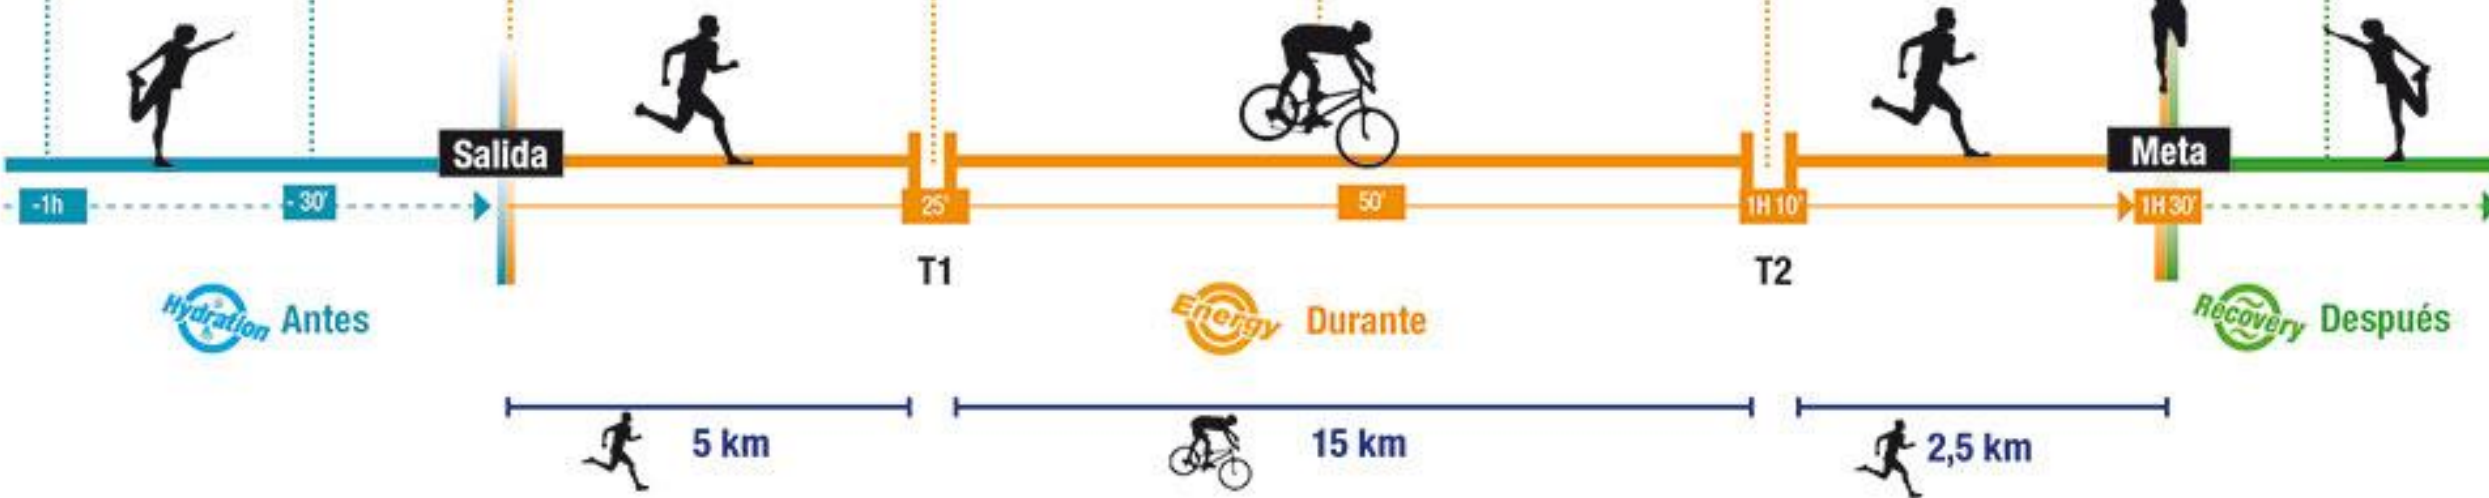 Salida
Meta
-1h
- 30'
25'
50'
1H 10'
1H 30'
T1
T2
Hydration Antes
Energy Durante
Recovery Después
5 km
15 km
2,5 km